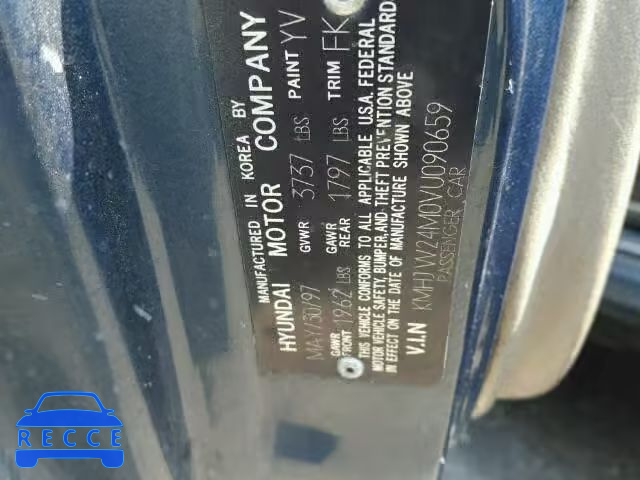 MANUFACTURED IN KOREA BY
HYUNDAI MOTOR COMPANY
MAY/30/97 GVWR 3737 LBS PAINT YV
GAWR FRONT 1962 LBS GAWR REAR 1797 LBS TRIM FK
THIS VEHICLE CONFORMS TO ALL APPLICABLE U.S.A. FEDERAL
MOTOR VEHICLE SAFETY, BUMPER, AND THEFT PREVENTION STANDARD
IN EFFECT ON THE DATE OF MANUFACTURE SHOWN ABOVE
V.I.N KMHJW24M0VU090659
PASSENGER CAR
RECCE